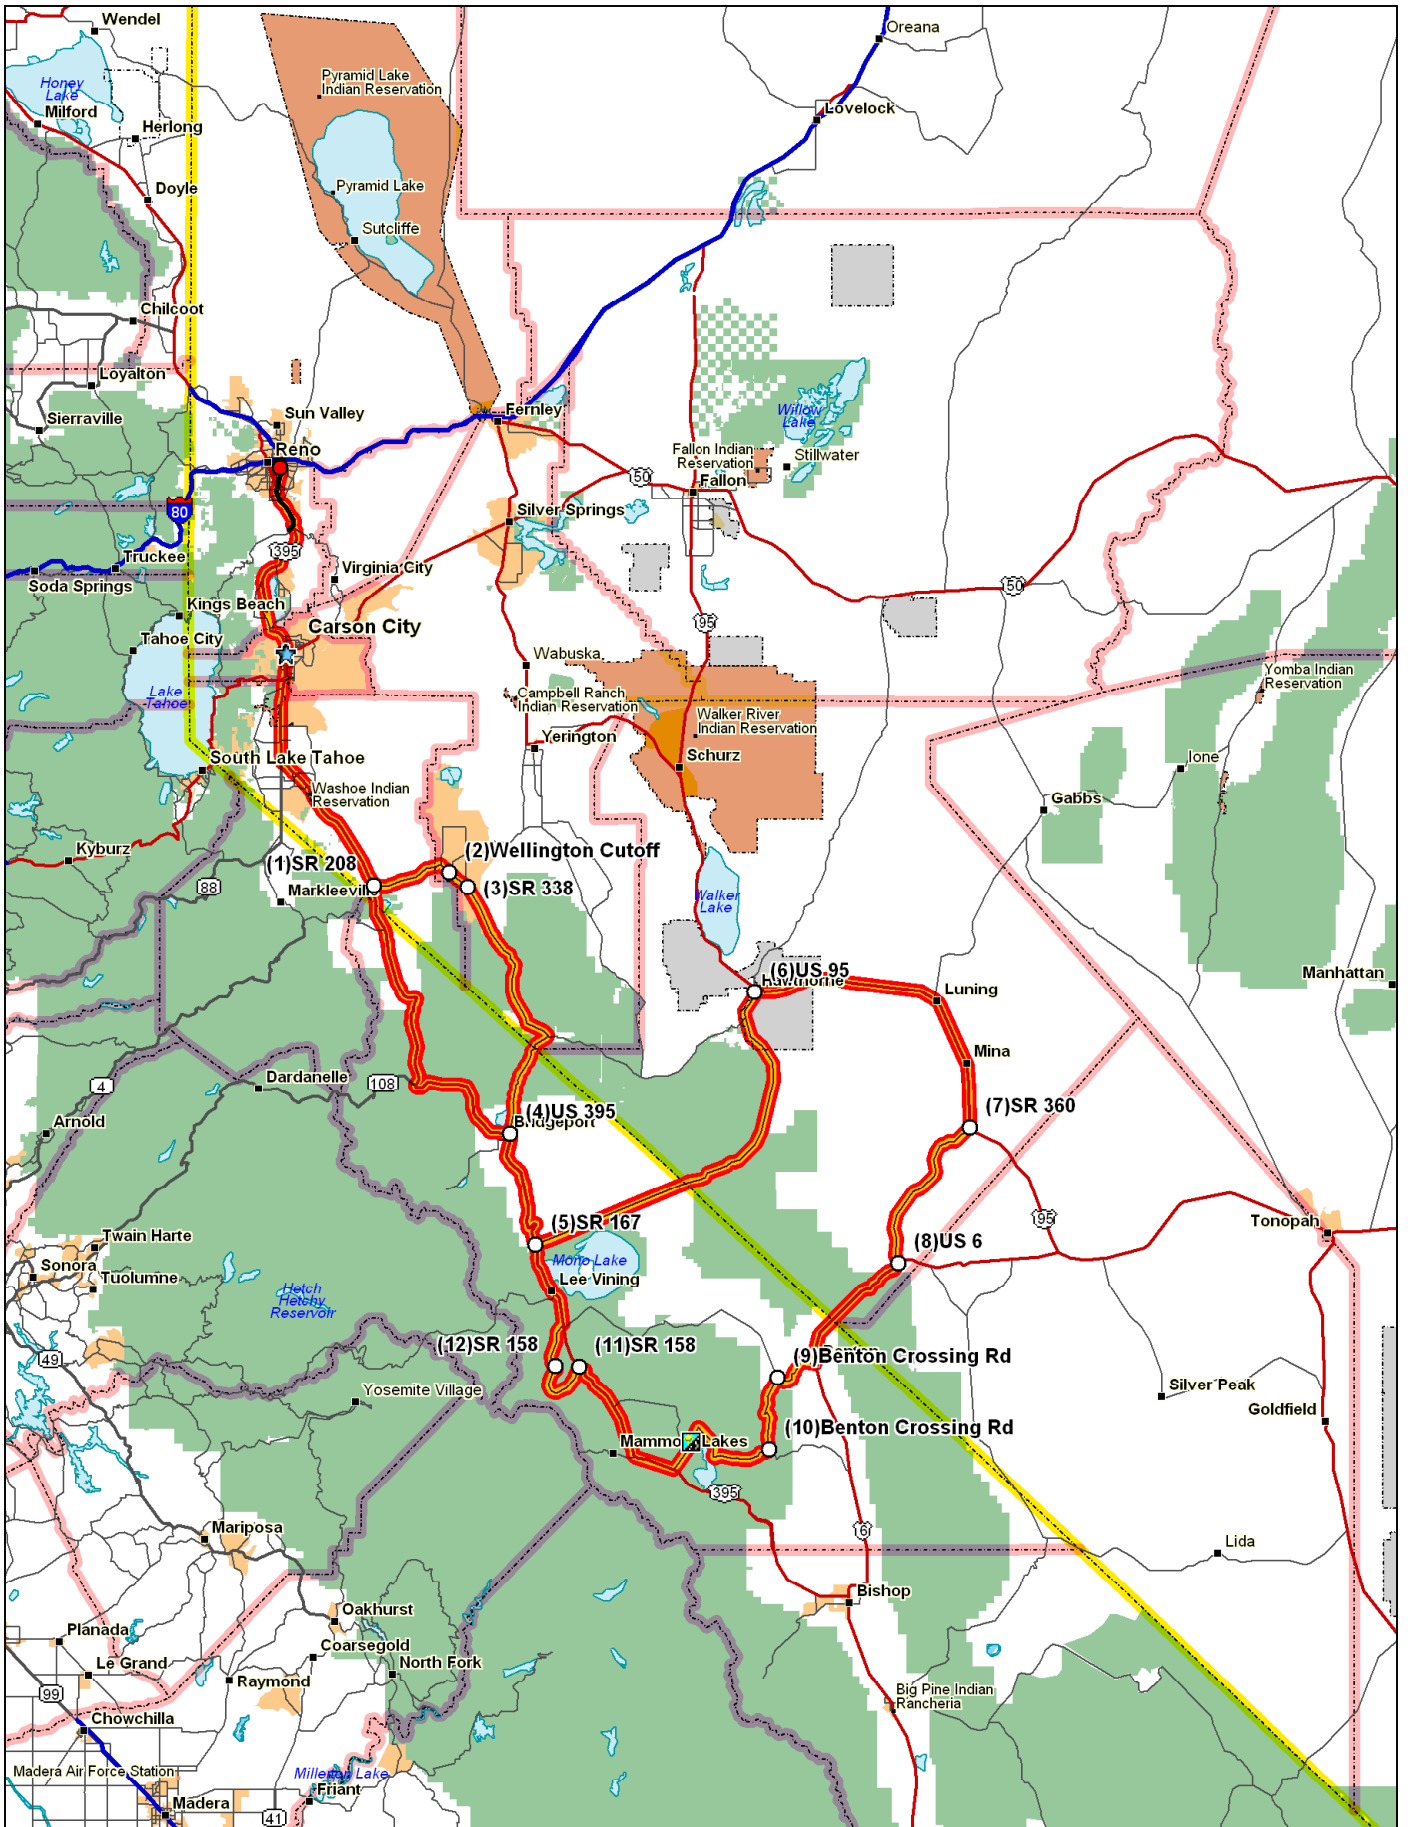 Wendel
Oreana
Honey
Lake
Pyramid Lake
Indian Reservation
Milford
Herlong
Lovelock
Doyle
Pyramid Lake
Sutcliffe
Chilcoot
Loyalton
Sierraville
Sun Valley
Fernley
Willow
Lake
Reno
Fallon Indian
Reservation
Stillwater
50
Fallon
80
Silver Springs
395
Truckee
Soda Springs
Virginia City
50
Kings Beach
Carson City
95
Tahoe City
Wabuska
Yomba Indian
Reservation
Lake
Tahoe
Campbell Ranch
Indian Reservation
Walker River
Indian Reservation
Yerington
Schurz
Ione
South Lake Tahoe
Washoe Indian
Reservation
Gabbs
Kyburz
(1)SR 208
(2)Wellington Cutoff
88
Markleeville
(3)SR 338
Walker
Lake
(6)US 95
Hawthorne
Luning
Manhattan
Mina
Dardanelle
108
4
(7)SR 360
Arnold
(4)US 395
Bridgeport
Twain Harte
(5)SR 167
95
Tonopah
(8)US 6
Sonora
Tuolumne
Mono Lake
Lee Vining
Hetch
Hetchy
Reservoir
(12)SR 158
(11)SR 158
(9)Benton Crossing Rd
49
Yosemite Village
Silver Peak
Goldfield
(10)Benton Crossing Rd
Mammoth Lakes
395
Mariposa
6
Lida
Bishop
Oakhurst
Planada
Coarsegold
Le Grand
North Fork
Raymond
99
Big Pine Indian
Rancheria
Chowchilla
Madera Air Force Station
Millerton Lake
Friant
Madera
41